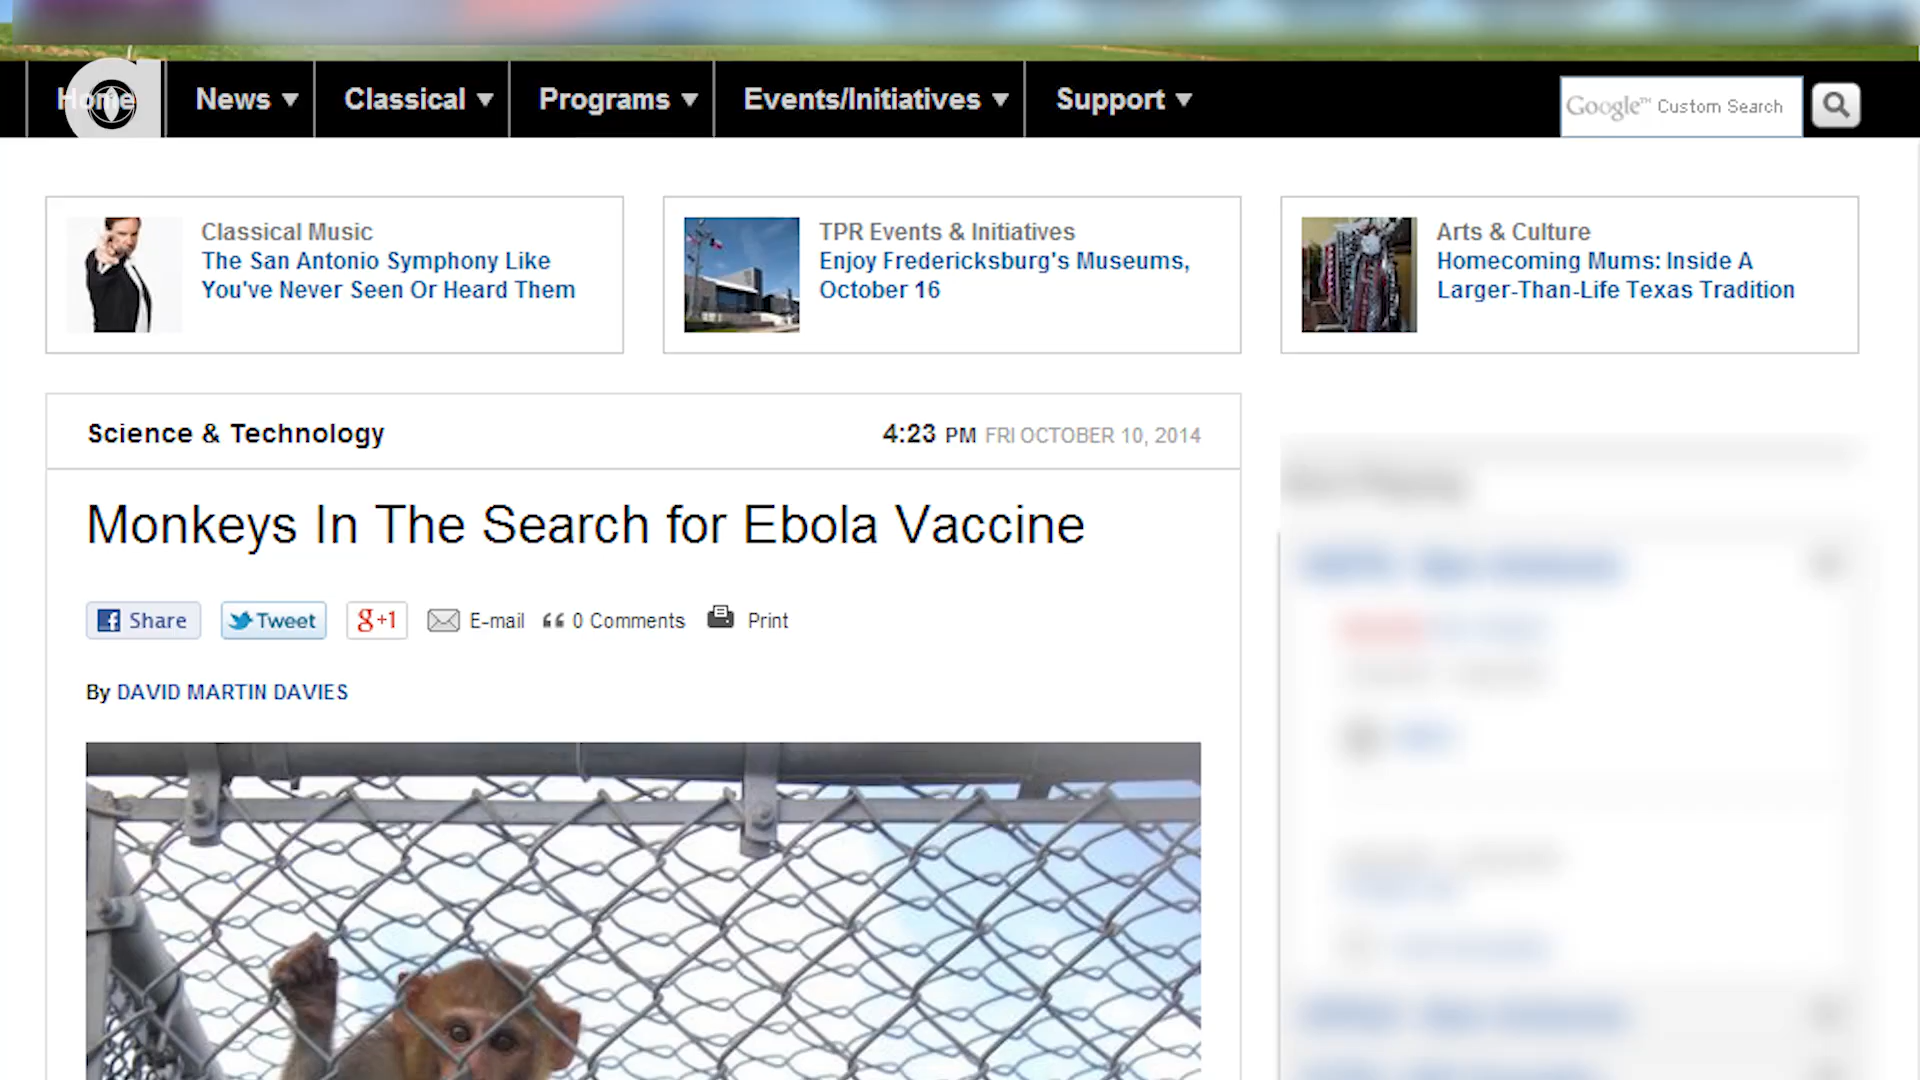 Home
News
Classical
Programs
Events/Initiatives
Support
Google™ Custom Search
Classical Music
The San Antonio Symphony Like
You've Never Seen Or Heard Them
TPR Events & Initiatives
Enjoy Fredericksburg's Museums,
October 16
Arts & Culture
Homecoming Mums: Inside A
Larger-Than-Life Texas Tradition
Science & Technology
4:23 PM FRI OCTOBER 10, 2014
Monkeys In The Search for Ebola Vaccine
Share
Tweet
g+1
E-mail
0 Comments
Print
By DAVID MARTIN DAVIES